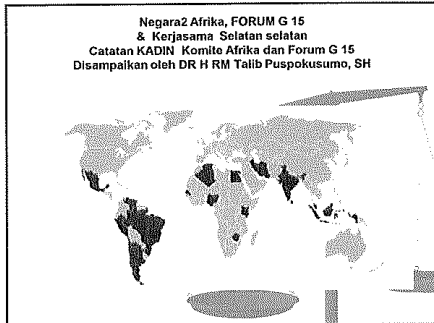 Negara2 Afrika, FORUM G 15
& Kerjasama Selatan selatan
Catatan KADIN Komite Afrika dan Forum G 15
Disampaikan oleh DR H RM Talib Puspokusumo, SH